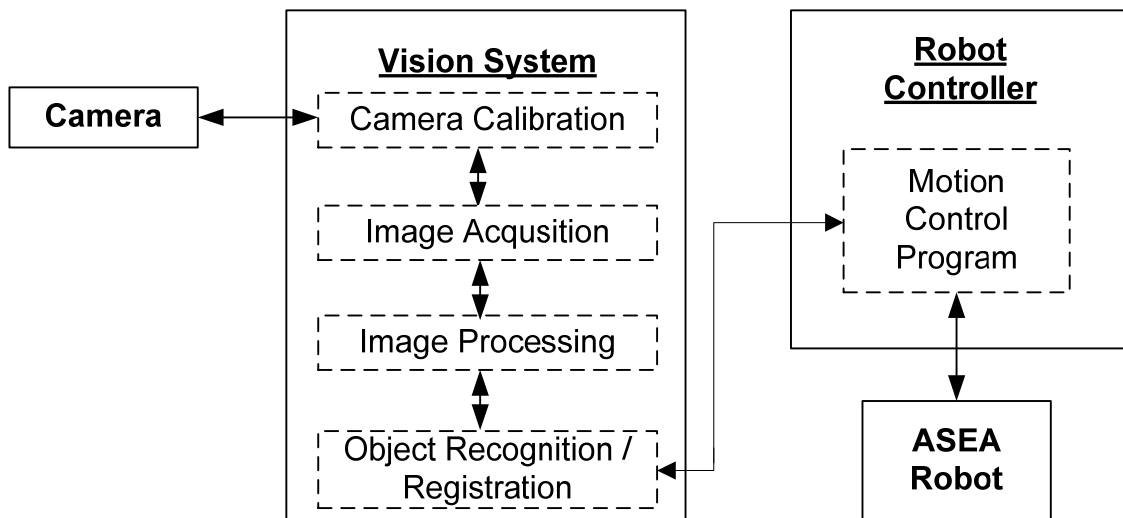 Camera
Vision System
Camera Calibration
Image Acqusition
Image Processing
Object Recognition /
Registration
Robot
Controller
Motion
Control
Program
ASEA
Robot